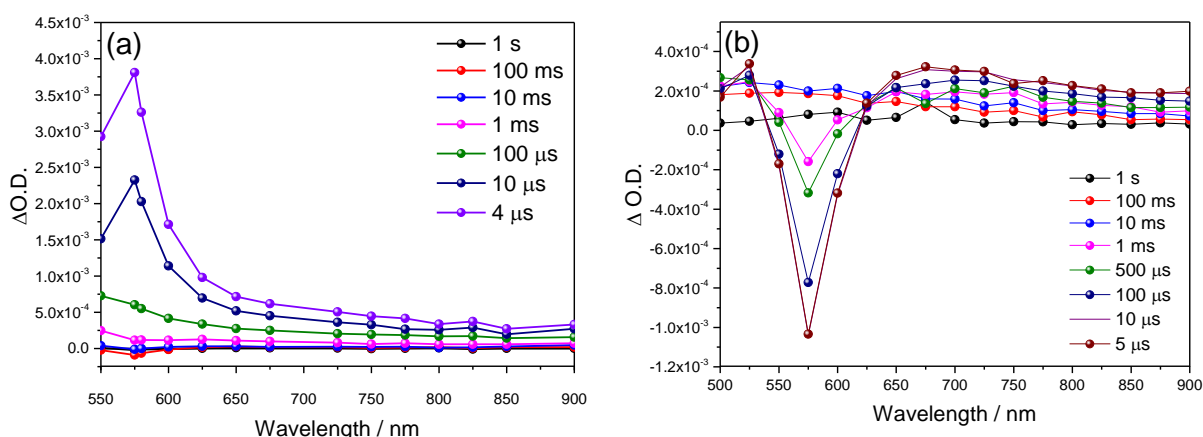 (a)
4.5x10⁻³
4.0x10⁻³
3.5x10⁻³
3.0x10⁻³
2.5x10⁻³
2.0x10⁻³
1.5x10⁻³
1.0x10⁻³
5.0x10⁻⁴
0.0
ΔO.D.
1 s
100 ms
10 ms
1 ms
100 μs
10 μs
4 μs
550 600 650 700 750 800 850 900
Wavelength / nm
(b)
4.0x10⁻⁴
2.0x10⁻⁴
0.0
-2.0x10⁻⁴
-4.0x10⁻⁴
-6.0x10⁻⁴
-8.0x10⁻⁴
-1.0x10⁻³
-1.2x10⁻³
Δ O.D.
1 s
100 ms
10 ms
1 ms
500 μs
100 μs
10 μs
5 μs
500 550 600 650 700 750 800 850 900
Wavelength / nm